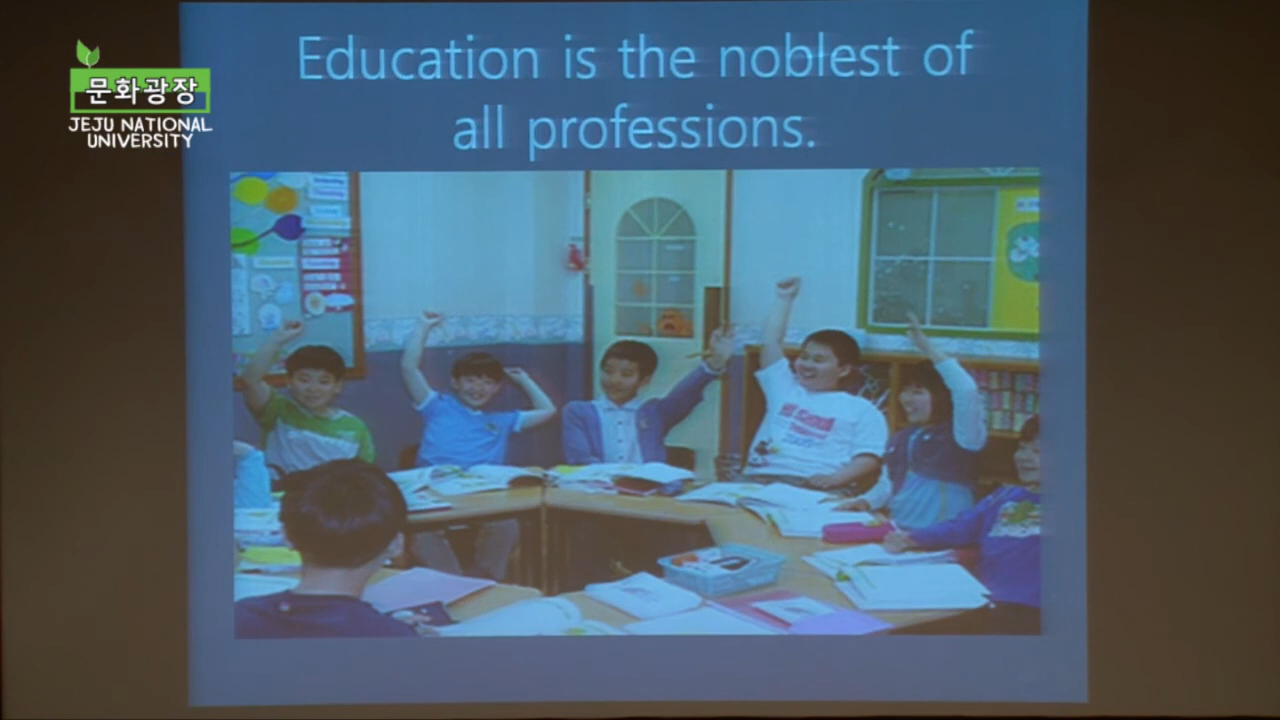 Education is the noblest of
all professions.
문화광장
JEJU NATIONAL
UNIVERSITY